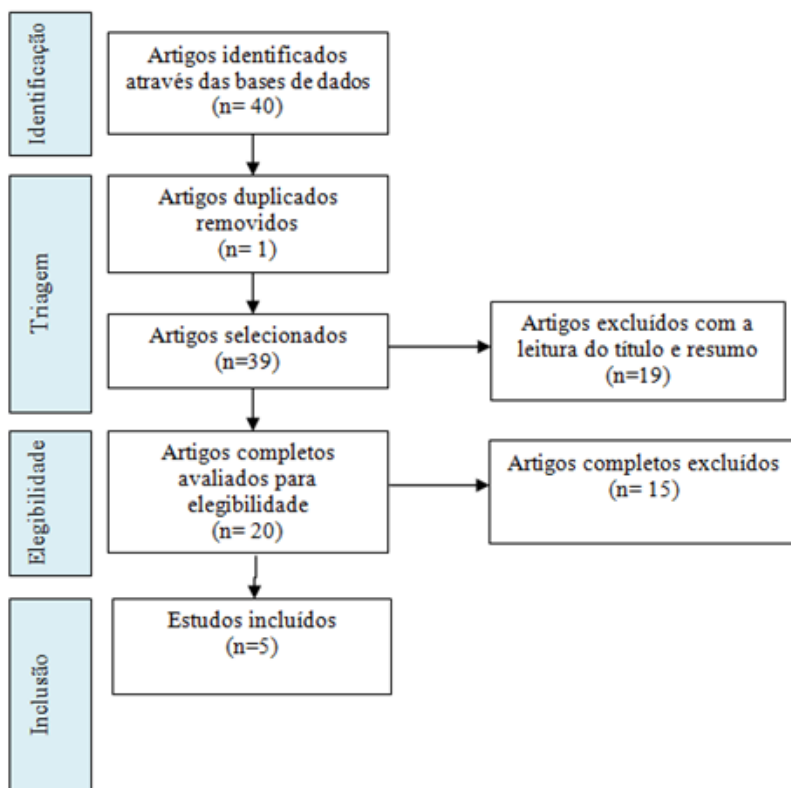 Identificação
Artigos identificados
através das bases de dados
(n= 40)
Triagem
Artigos duplicados
removidos
(n= 1)
Artigos selecionados
(n=39)
Artigos excluídos com a
leitura do título e resumo
(n=19)
Elegibilidade
Artigos completos
avaliados para
elegibilidade
(n= 20)
Artigos completos excluídos
(n= 15)
Inclusão
Estudos incluídos
(n=5)